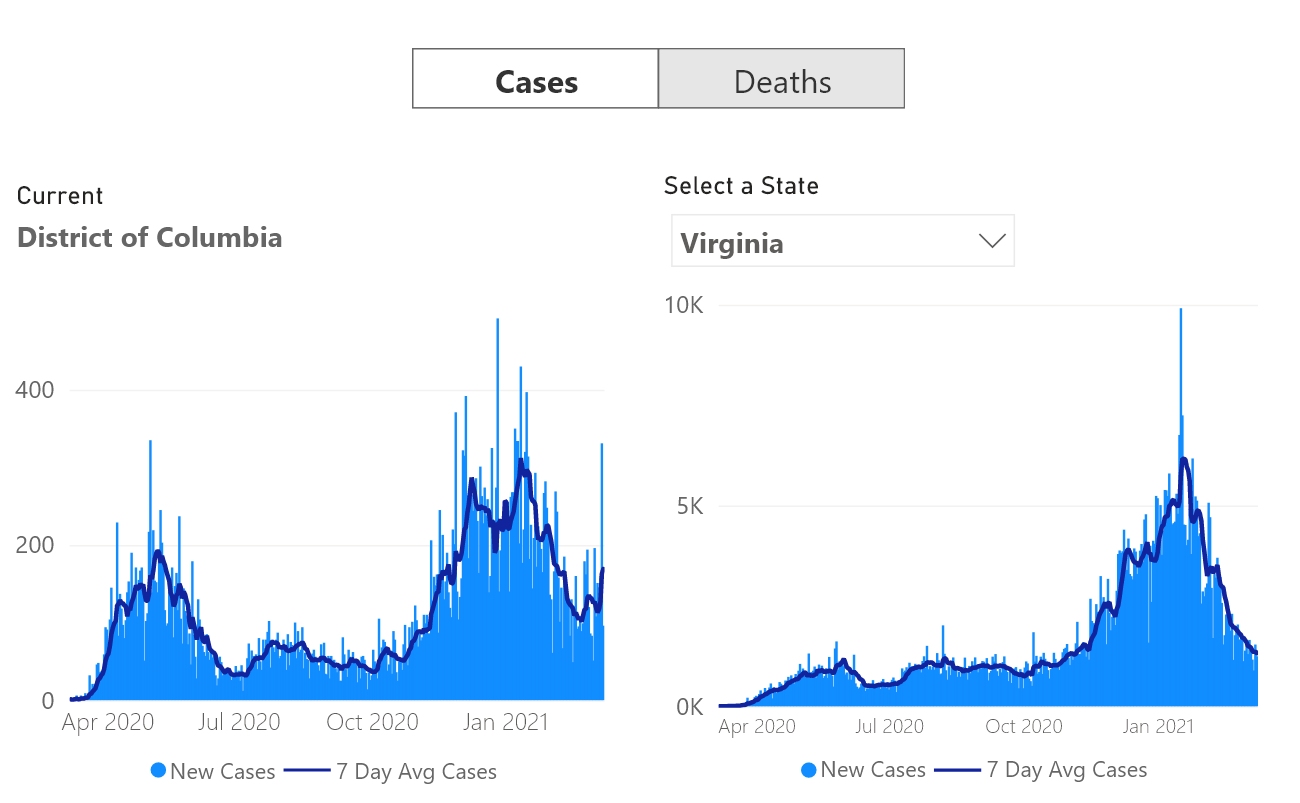 Cases
Deaths
Current
District of Columbia
400
200
0
Apr 2020
Jul 2020
Oct 2020
Jan 2021
New Cases
7 Day Avg Cases
Select a State
Virginia
10K
5K
0K
Apr 2020
Jul 2020
Oct 2020
Jan 2021
New Cases
7 Day Avg Cases